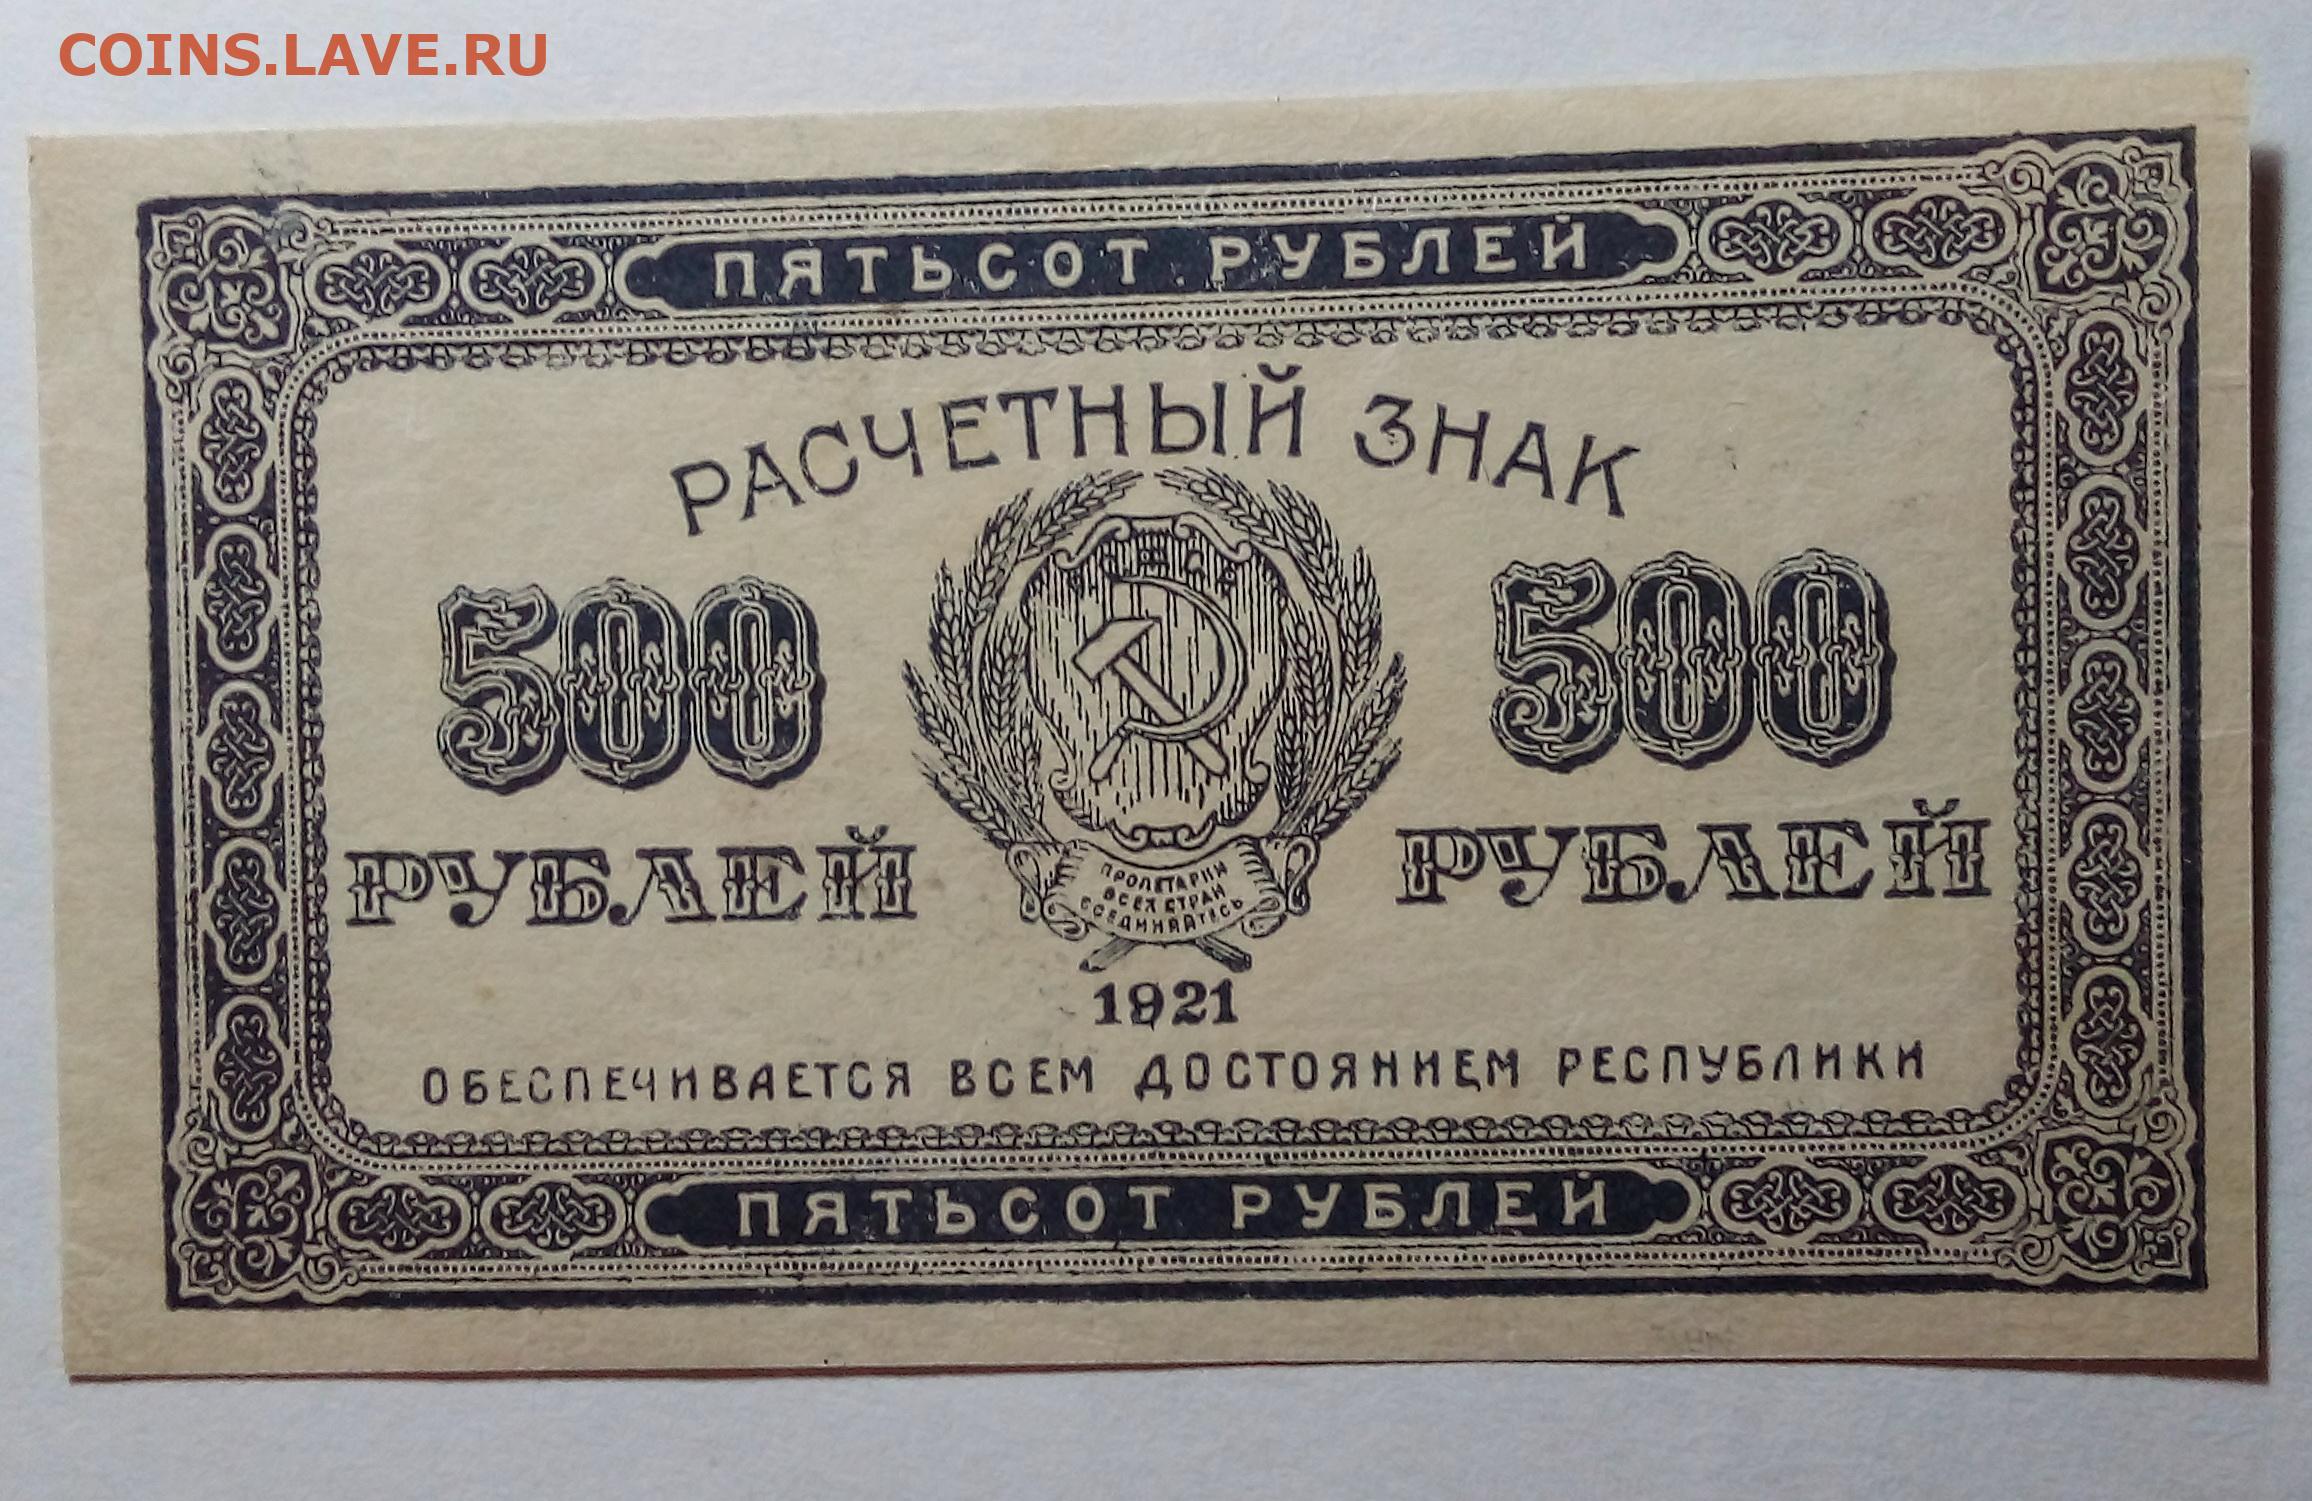 COINS.LAVE.RU
ПЯТЬСОТ РУБЛЕЙ
РАСЧЕТНЫЙ ЗНАК
500 500
РУБЛЕЙ РУБЛЕЙ
ПРОЛЕТАРИИ
ВСЕХ СТРАН
СОЕДИНЯЙТЕСЬ
1921
ОБЕСПЕЧИВАЕТСЯ ВСЕМ ДОСТОЯНИЕМ РЕСПУБЛИКИ
ПЯТЬСОТ РУБЛЕЙ